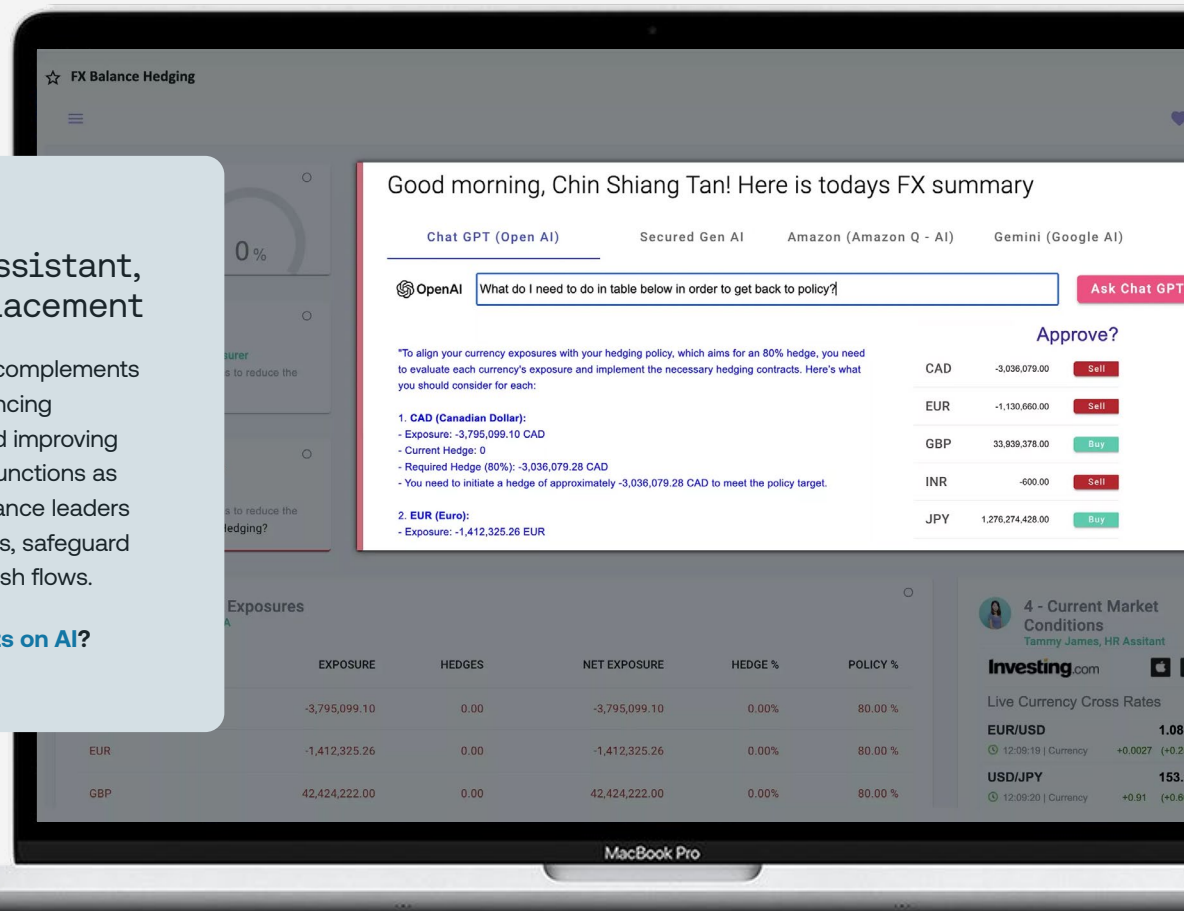 FX Balance Hedging
0 %
ssistant,
lacement
complements
ncing
d improving
unctions as
ance leaders
s, safeguard
sh flows.
ts on AI?
surer
s to reduce the
s to reduce the
Hedging?
Good morning, Chin Shiang Tan! Here is todays FX summary
Chat GPT (Open AI) Secured Gen AI Amazon (Amazon Q - AI) Gemini (Google AI)
OpenAI What do I need to do in table below in order to get back to policy? Ask Chat GPT
"To align your currency exposures with your hedging policy, which aims for an 80% hedge, you need
to evaluate each currency's exposure and implement the necessary hedging contracts. Here's what
you should consider for each:
1. CAD (Canadian Dollar):
- Exposure: -3,795,099.10 CAD
- Current Hedge: 0
- Required Hedge (80%): -3,036,079.28 CAD
- You need to initiate a hedge of approximately -3,036,079.28 CAD to meet the policy target.
2. EUR (Euro):
- Exposure: -1,412,325.26 EUR
Approve?
CAD -3,036,079.00 Sell
EUR -1,130,660.00 Sell
GBP 33,939,378.00 Buy
INR -600.00 Sell
JPY 1,276,274,428.00 Buy
Exposures
A
EXPOSURE HEDGES NET EXPOSURE HEDGE % POLICY %
-3,795,099.10 0.00 -3,795,099.10 0.00% 80.00 %
EUR -1,412,325.26 0.00 -1,412,325.26 0.00% 80.00 %
GBP 42,424,222.00 0.00 42,424,222.00 0.00% 80.00 %
4 - Current Market
Conditions
Tammy James, HR Assitant
Investing.com
Live Currency Cross Rates
EUR/USD 1.08
12:09:19 | Currency +0.0027 (+0.2
USD/JPY 153.
12:09:20 | Currency +0.91 (+0.6
MacBook Pro